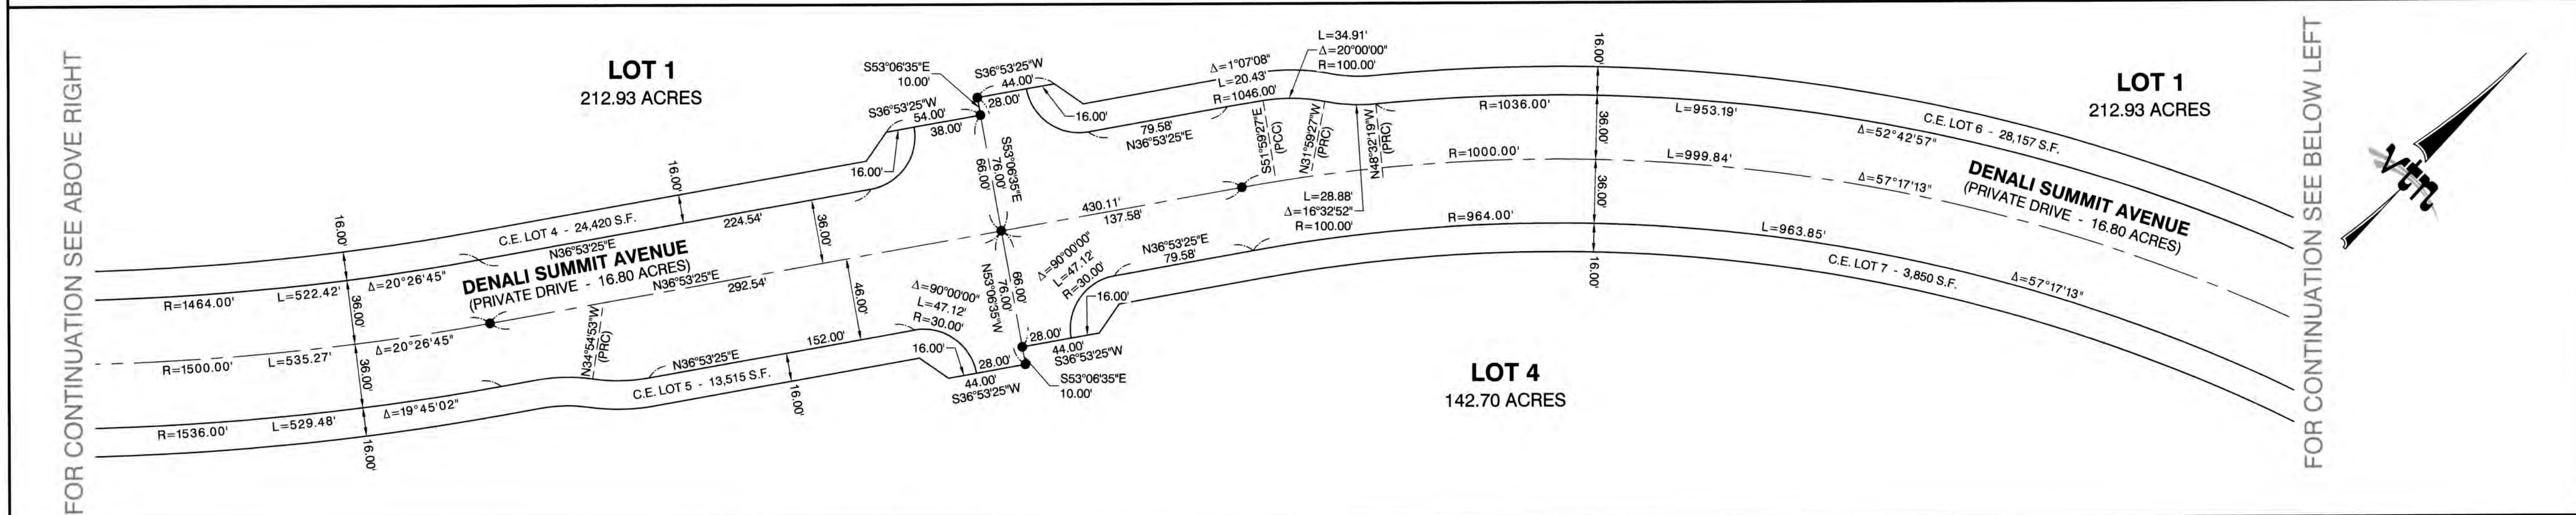 FOR CONTINUATION SEE ABOVE RIGHT
LOT 1
212.93 ACRES
16.00'
16.00'
C.E. LOT 4 - 24,420 S.F.
N36°53'25"E
224.54'
R=1464.00'
L=522.42'
Δ=20°26'45"
36.00'
DENALI SUMMIT AVENUE
(PRIVATE DRIVE - 16.80 ACRES)
N36°53'25"E
292.54'
36.00'
R=1500.00'
L=535.27'
Δ=20°26'45"
36.00'
N34°54'53"W
(PRC)
46.00'
R=1536.00'
L=529.48'
Δ=19°45'02"
16.00'
N36°53'25"E
152.00'
C.E. LOT 5 - 13,515 S.F.
16.00'
S53°06'35"E
10.00'
S36°53'25"W
44.00'
28.00'
16.00'
S36°53'25"W
54.00'
38.00'
16.00'
S53°06'35"E
76.00'
66.00'
66.00'
76.00'
N53°06'35"W
Δ=90°00'00"
L=47.12'
R=30.00'
16.00'
28.00'
44.00'
S36°53'25"W
Δ=90°00'00"
L=47.12'
R=30.00'
N36°53'25"E
79.58'
16.00'
28.00'
44.00'
S36°53'25"W
S53°06'35"E
10.00'
430.11'
137.58'
79.58'
N36°53'25"E
Δ=1°07'08"
L=20.43'
R=1046.00'
L=34.91'
Δ=20°00'00"
R=100.00'
S51°59'27"E
(PCC)
N31°59'27"W
(PRC)
N48°32'19"W
(PRC)
L=28.88'
Δ=16°32'52"
R=100.00'
16.00'
R=1036.00'
36.00'
L=953.19'
Δ=52°42'57"
C.E. LOT 6 - 28,157 S.F.
R=1000.00'
L=999.84'
Δ=57°17'13"
36.00'
DENALI SUMMIT AVENUE
(PRIVATE DRIVE - 16.80 ACRES)
R=964.00'
L=963.85'
Δ=57°17'13"
16.00'
C.E. LOT 7 - 3,850 S.F.
LOT 4
142.70 ACRES
LOT 1
212.93 ACRES
FOR CONTINUATION SEE BELOW LEFT
vtm